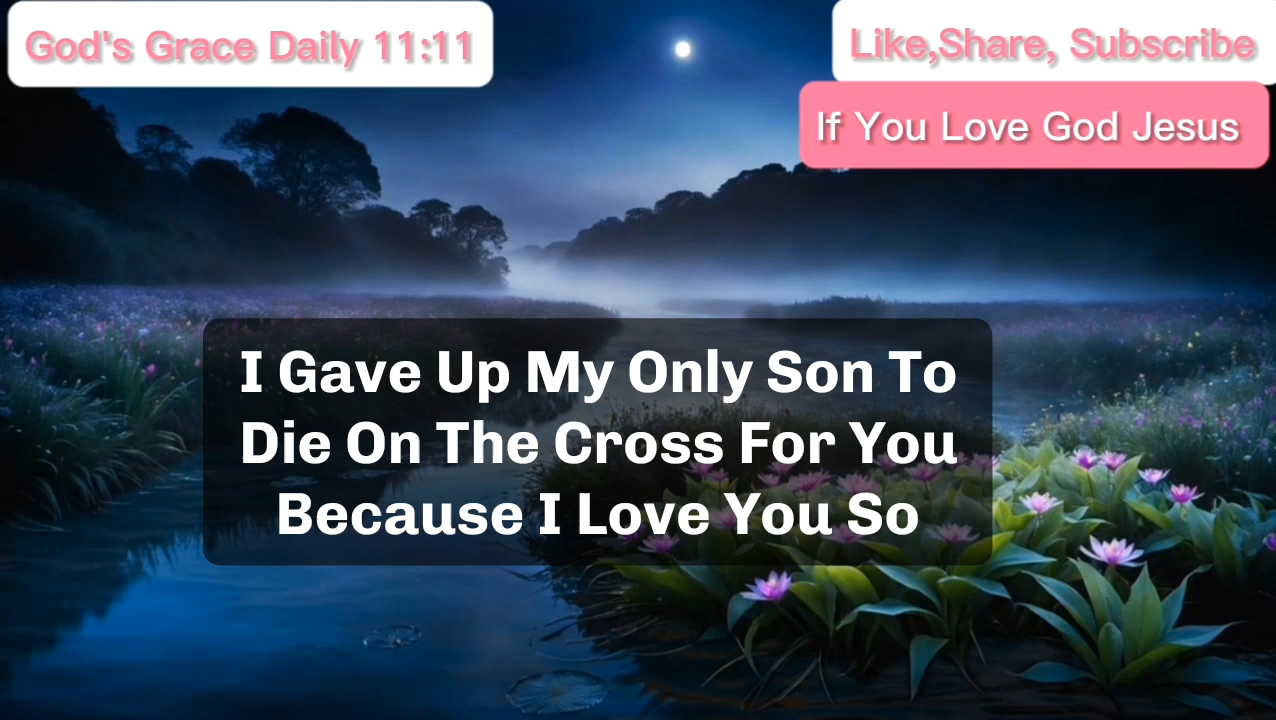 God's Grace Daily 11:11
Like,Share, Subscribe
If You Love God Jesus
I Gave Up My Only Son To
Die On The Cross For You
Because I Love You So